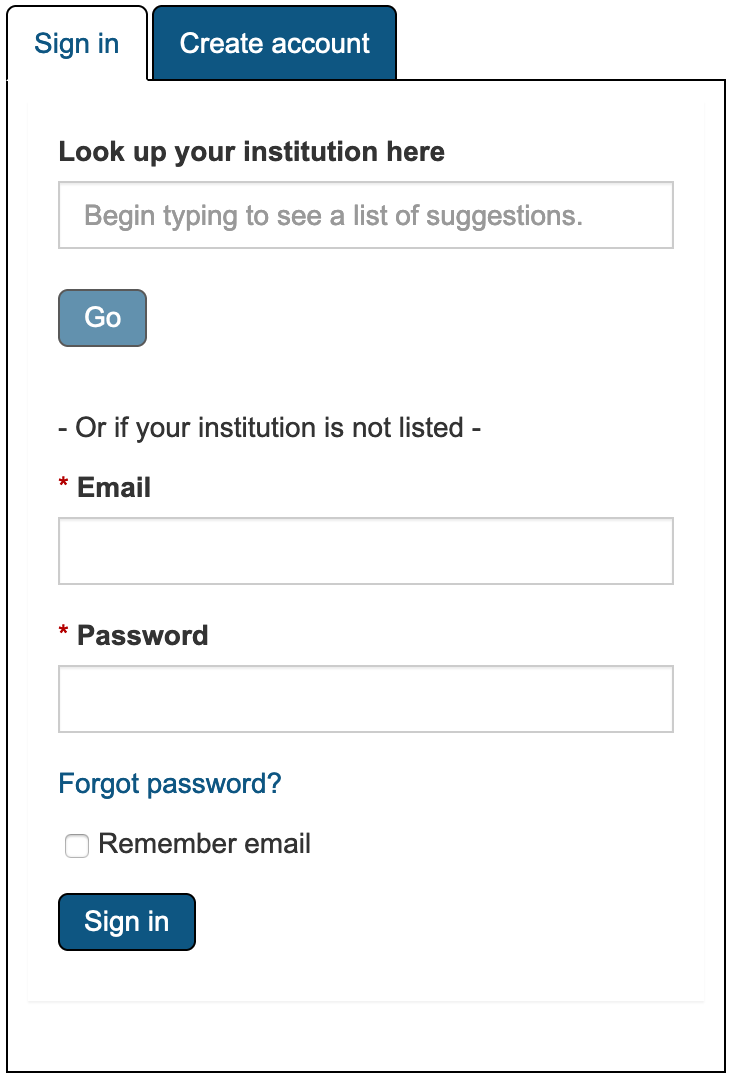 Sign in
Create account
Look up your institution here
Begin typing to see a list of suggestions.
Go
- Or if your institution is not listed -
* Email
* Password
Forgot password?
Remember email
Sign in